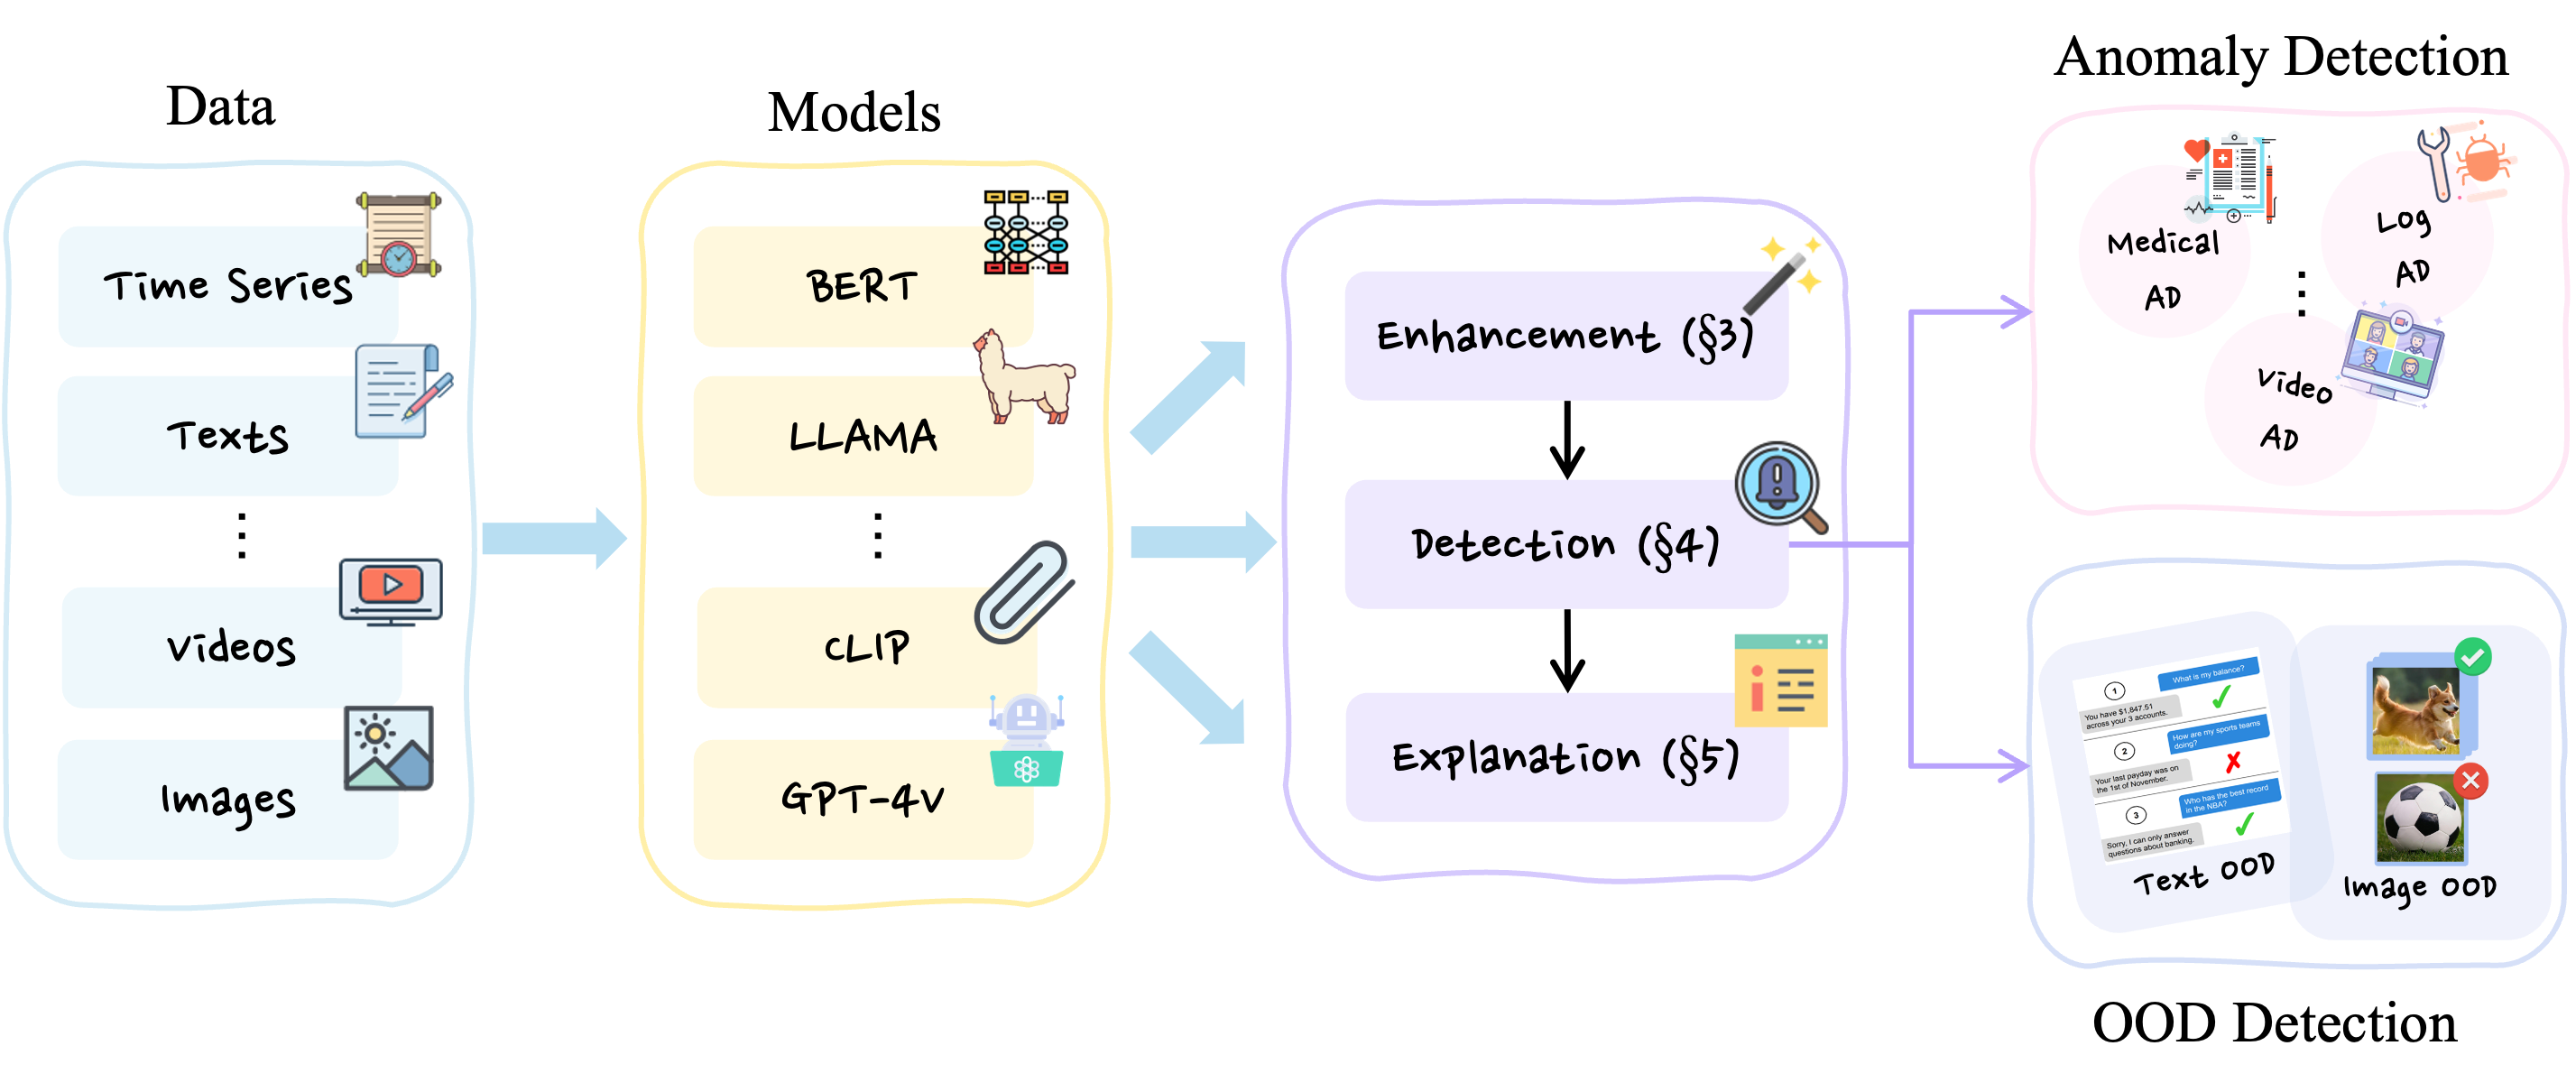 Data
Time Series
Texts
Videos
Images
Models
BERT
LLAMA
CLIP
GPT-4V
Enhancement (§3)
Detection (§4)
Explanation (§5)
Anomaly Detection
Medical
AD
Log
AD
Video
AD
1
What is my balance?
You have $1,847.51
across your 3 accounts.
2
How are my sports teams
doing?
Your last payday was on
the 1st of November.
3
Who has the best record
in the NBA?
Sorry, I can only answer
questions about banking.
Text OOD
Image OOD
OOD Detection